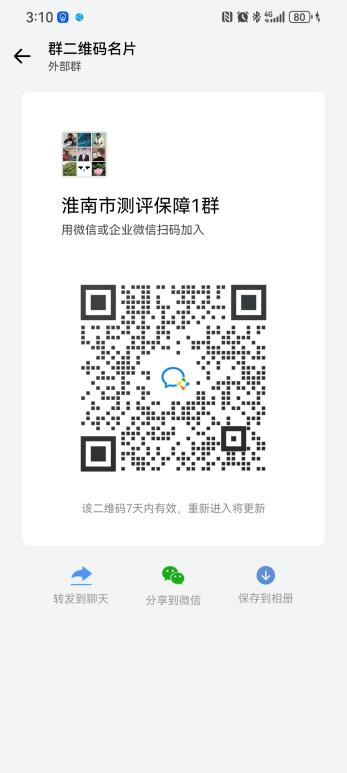 3:10
4G
80
群二维码名片
外部群
淮南市测评保障1群
用微信或企业微信扫码加入
该二维码7天内有效，重新进入将更新
转发到聊天
分享到微信
保存到相册